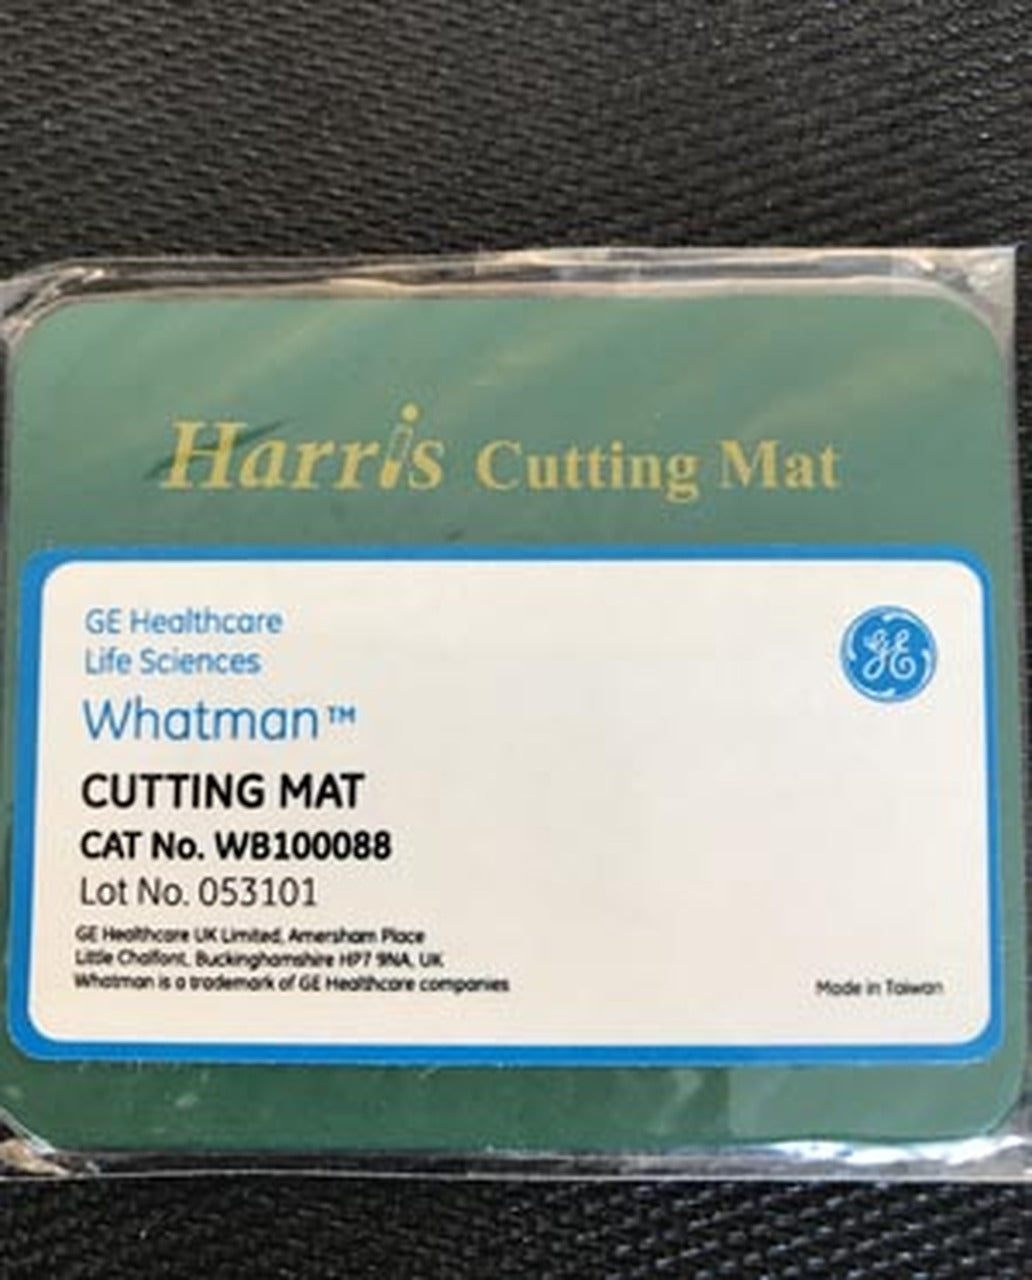 Harris Cutting Mat
GE Healthcare
Life Sciences
GE
Whatman™
CUTTING MAT
CAT No. WB100088
Lot No. 053101
GE Healthcare UK Limited, Amersham Place
Little Chalfont, Buckinghamshire HP7 9NA, UK
Whatman is a trademark of GE Healthcare companies
Made in Taiwan